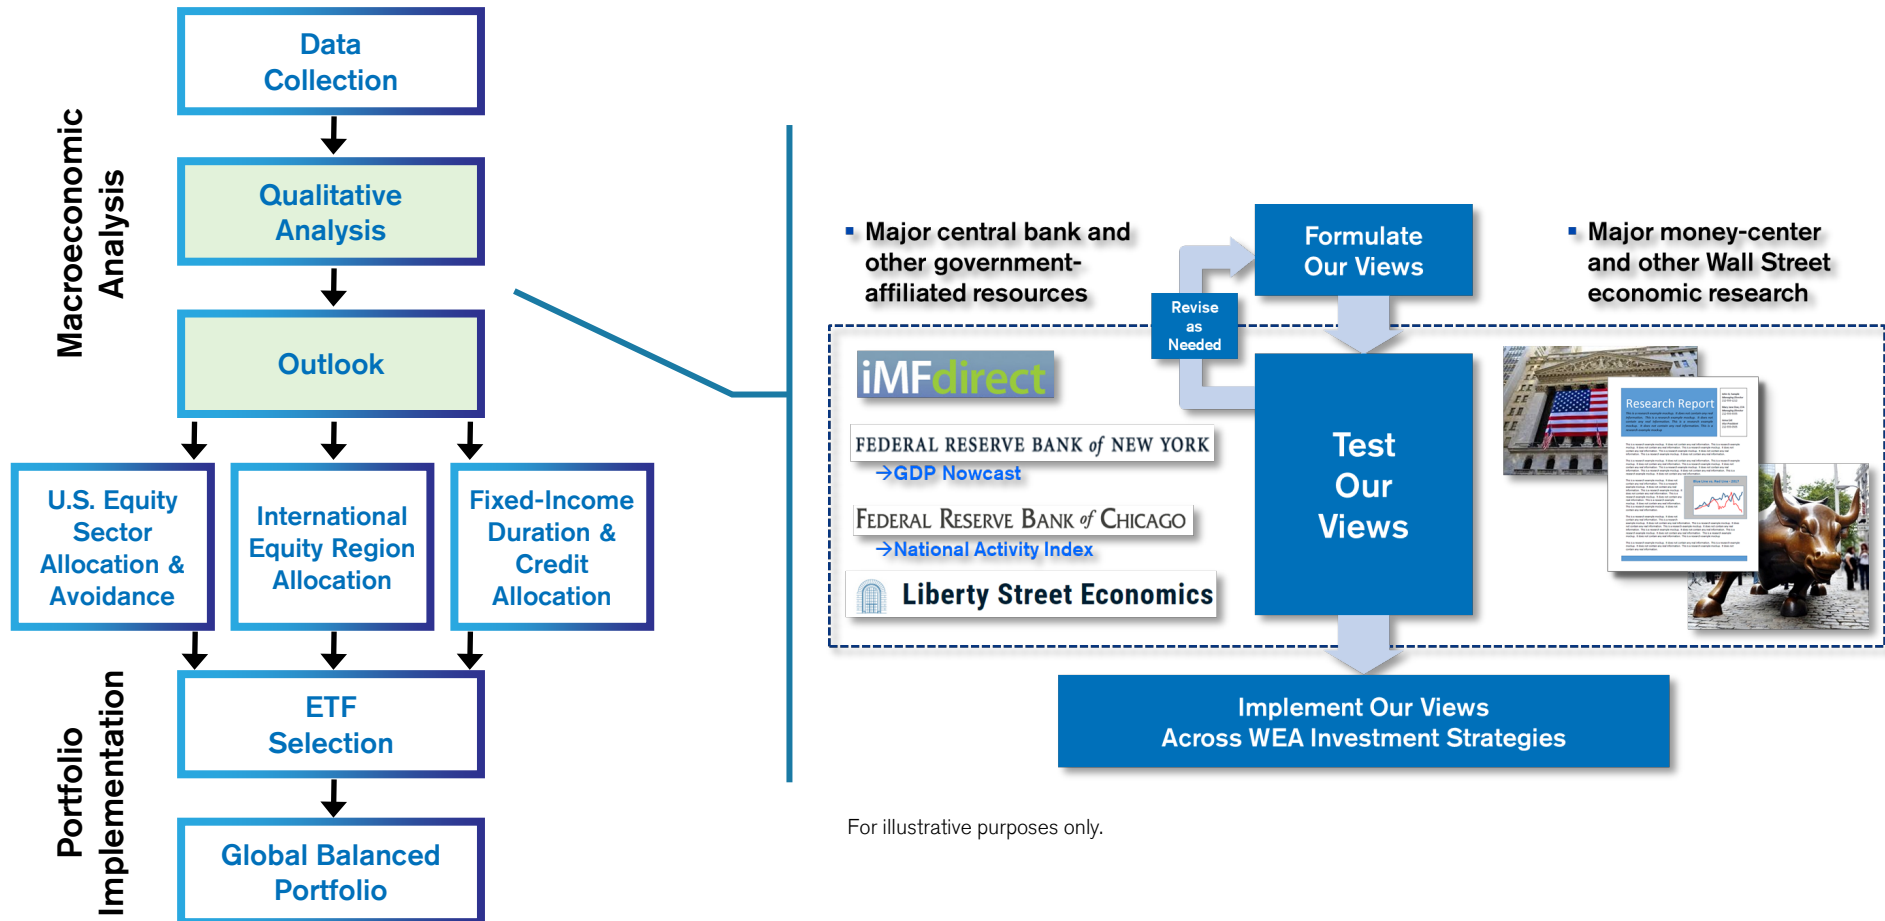 Macroeconomic
Analysis
Data
Collection
Qualitative
Analysis
Outlook
U.S. Equity
Sector
Allocation &
Avoidance
International
Equity Region
Allocation
Fixed-Income
Duration &
Credit
Allocation
Portfolio
Implementation
ETF
Selection
Global Balanced
Portfolio
▪ Major central bank and
other government-
affiliated resources
Formulate
Our Views
▪ Major money-center
and other Wall Street
economic research
Revise
as
Needed
iMFdirect
FEDERAL RESERVE BANK of NEW YORK
→GDP Nowcast
FEDERAL RESERVE BANK of CHICAGO
→National Activity Index
Liberty Street Economics
Test
Our
Views
Research Report
Implement Our Views
Across WEA Investment Strategies
For illustrative purposes only.